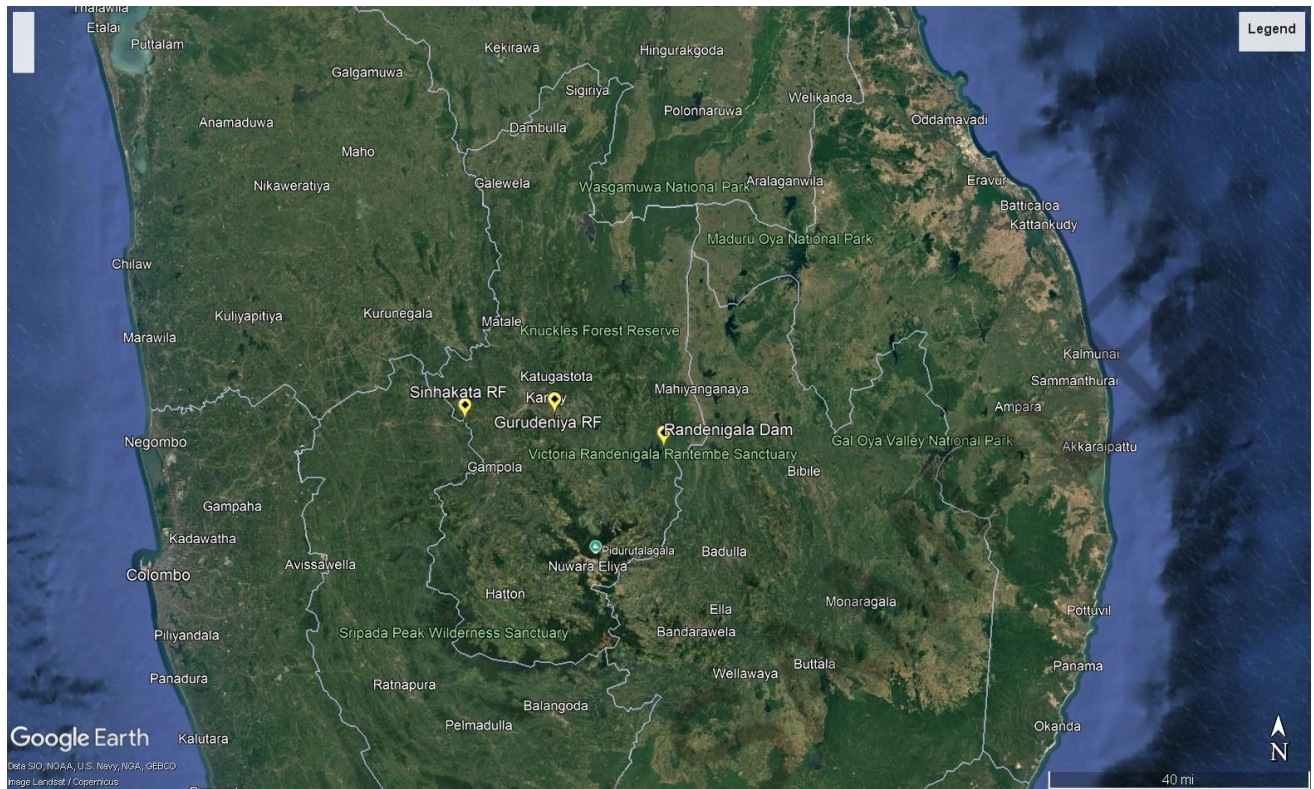 Etalai
Puttalam
Kekirawa
Hingurakgoda
Legend
Galgamuwa
Sigiriya
Welikanda
Anamaduwa
Polonnaruwa
Oddamavadi
Dambulla
Maho
Nikaweratiya
Galewela
Wasgamuwa National Park
Aralaganwila
Eravur
Batticaloa
Kattankudy
Maduru Oya National Park
Chilaw
Kuliyapitiya
Kurunegala
Matale
Knuckles Forest Reserve
Marawila
Kalmunai
Katugastota
Sammanthurai
Sinhakata RF
Mahiyanganaya
Ampara
Gurudeniya RF
Randenigala Dam
Negombo
Gal Oya Valley National Park
Akkaraipattu
Victoria Randenigala Rantembe Sanctuary
Gampola
Bibile
Gampaha
Kadawatha
Pidurutalagala
Badulla
Colombo
Avissawella
Nuwara Eliya
Hatton
Monaragala
Ella
Pottuvil
Piliyandala
Sripada Peak Wilderness Sanctuary
Bandarawela
Panadura
Ratnapura
Wellawaya
Buttala
Panama
Balangoda
Pelmadulla
Okanda
Google Earth
Kalutara
N
Data SIO, NOAA, U.S. Navy, NGA, GEBCO
Image Landsat / Copernicus
40 mi